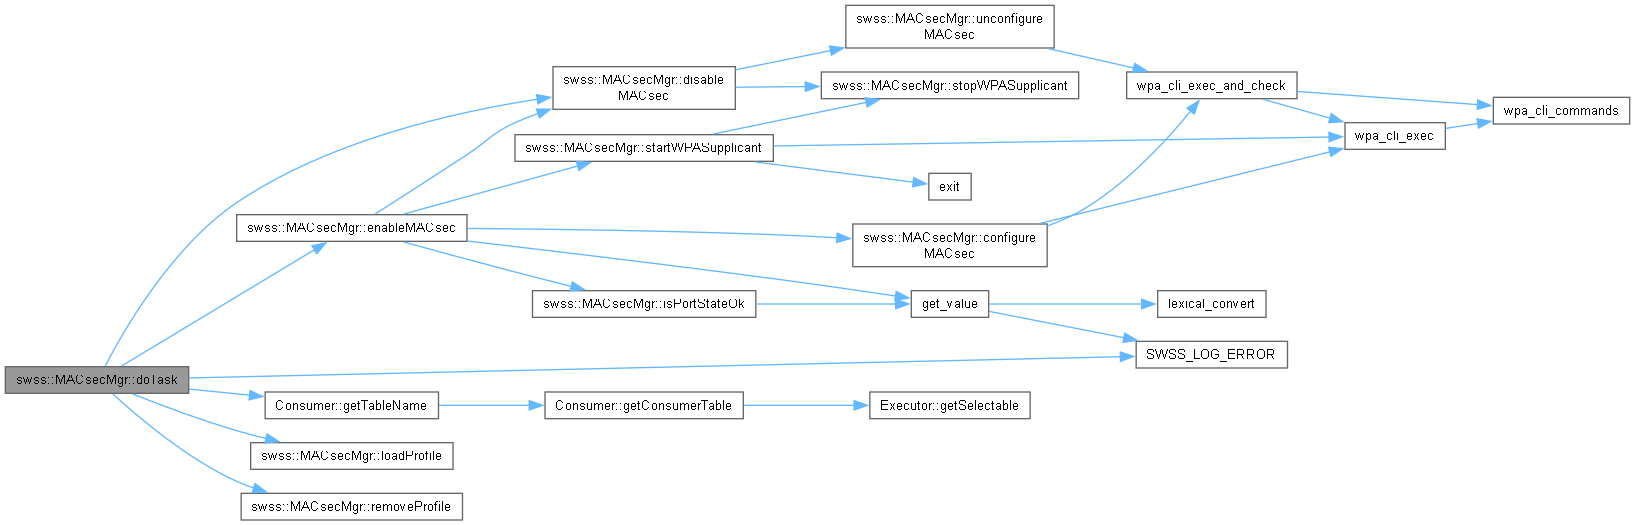 swss::MACsecMgr::unconfigure
MACsec
swss::MACsecMgr::disable
MACsec
swss::MACsecMgr::stopWPASupplicant
wpa_cli_exec_and_check
wpa_cli_commands
wpa_cli_exec
swss::MACsecMgr::startWPASupplicant
exit
swss::MACsecMgr::enableMACsec
swss::MACsecMgr::configure
MACsec
swss::MACsecMgr::isPortStateOk
get_value
lexical_convert
SWSS_LOG_ERROR
swss::MACsecMgr::doTask
Consumer::getTableName
Consumer::getConsumerTable
Executor::getSelectable
swss::MACsecMgr::loadProfile
swss::MACsecMgr::removeProfile